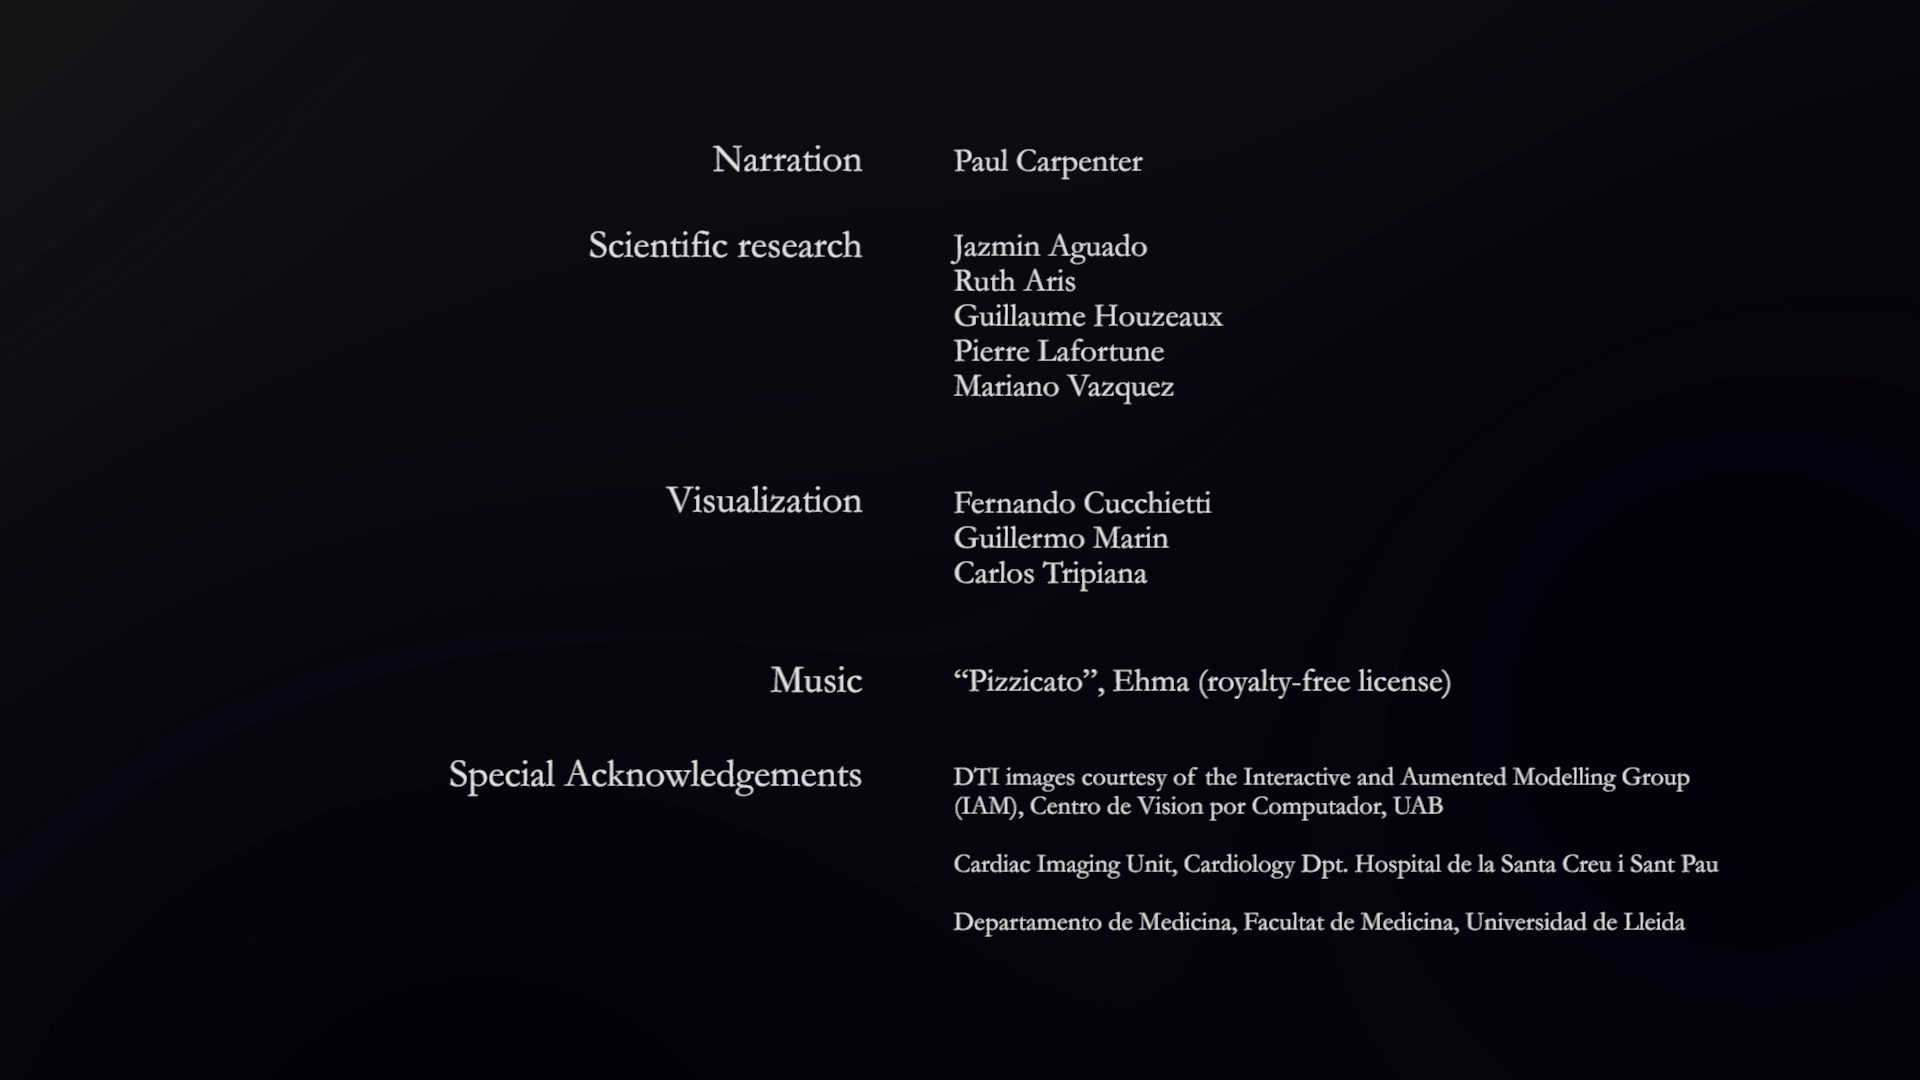 Narration Paul Carpenter
Scientific research Jazmin Aguado
Ruth Aris
Guillaume Houzeaux
Pierre Lafortune
Mariano Vazquez
Visualization Fernando Cucchietti
Guillermo Marin
Carlos Tripiana
Music “Pizzicato”, Ehma (royalty-free license)
Special Acknowledgements DTI images courtesy of the Interactive and Aumented Modelling Group
(IAM), Centro de Vision por Computador, UAB
Cardiac Imaging Unit, Cardiology Dpt. Hospital de la Santa Creu i Sant Pau
Departamento de Medicina, Facultat de Medicina, Universidad de Lleida